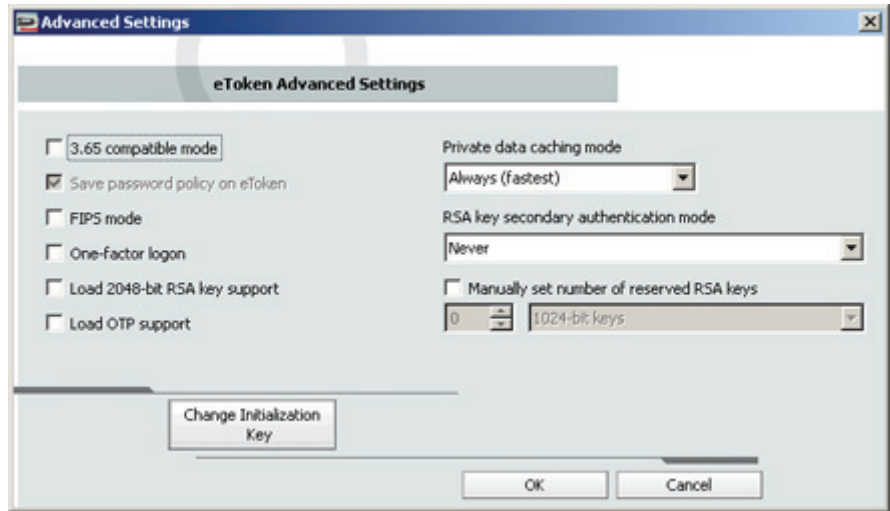 Advanced Settings
eToken Advanced Settings
3.65 compatible mode
Save password policy on eToken
FIPS mode
One-factor logon
Load 2048-bit RSA key support
Load OTP support
Private data caching mode
Always (fastest)
RSA key secondary authentication mode
Never
Manually set number of reserved RSA keys
0 1024-bit keys
Change Initialization
Key
OK Cancel